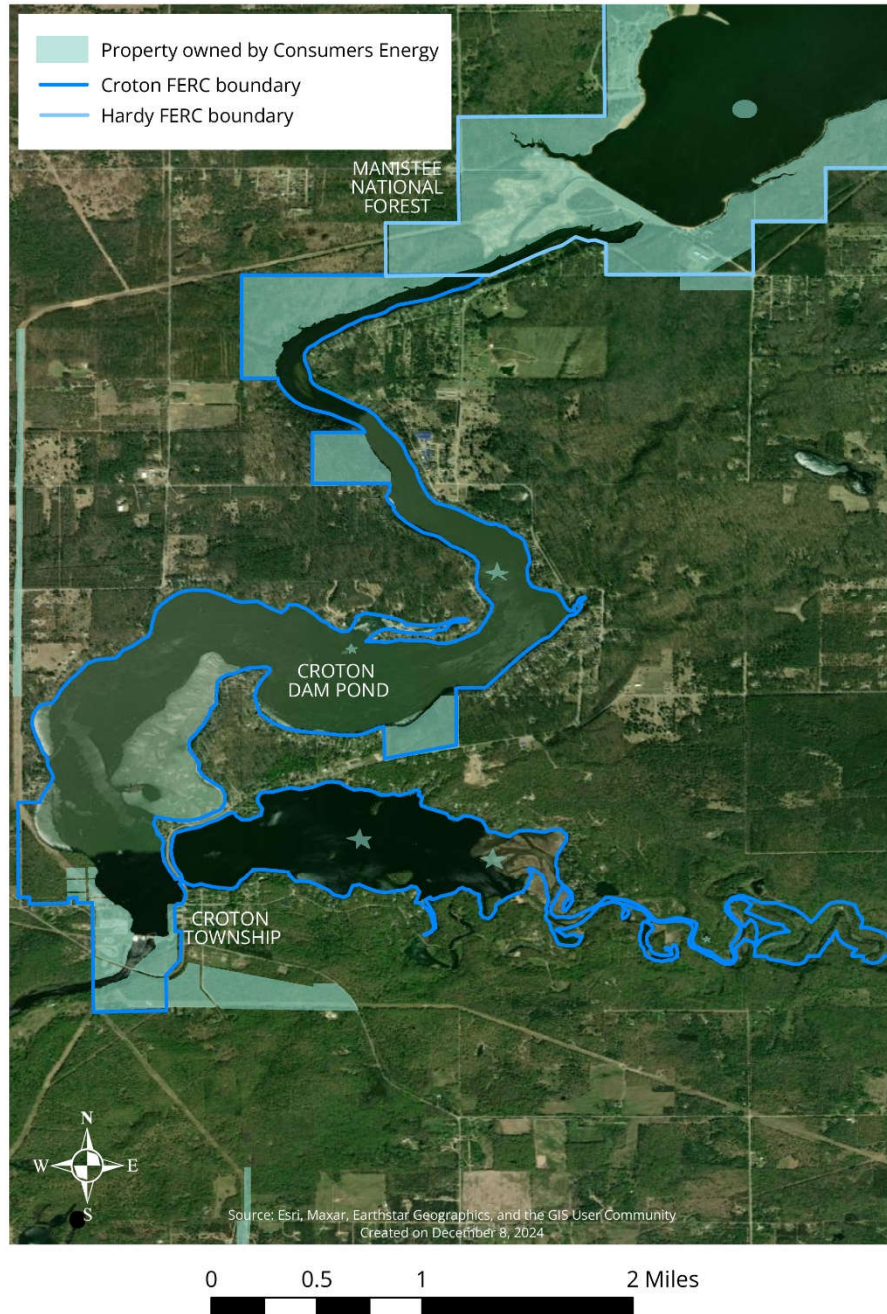 Property owned by Consumers Energy
Croton FERC boundary
Hardy FERC boundary
MANISTEE
NATIONAL
FOREST
CROTON
DAM POND
CROTON
TOWNSHIP
N
W E
S
Source: Esri, Maxar, Earthstar Geographics, and the GIS User Community
Created on December 8, 2024
0 0.5 1 2 Miles